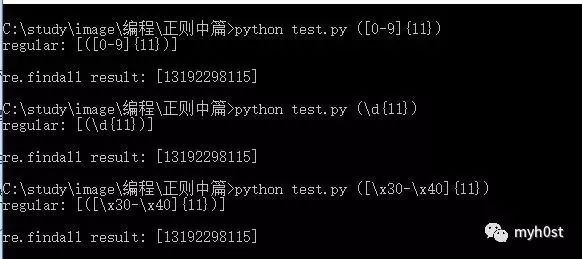 C:\study\image\编程\正则中篇>python test.py ([0-9]{11})
regular: [([0-9]{11})]
re.findall result: [13192298115]
C:\study\image\编程\正则中篇>python test.py (\d{11})
regular: [(\d{11})]
re.findall result: [13192298115]
C:\study\image\编程\正则中篇>python test.py ([\x30-\x40]{11})
regular: [([\x30-\x40]{11})]
re.findall result: [13192298115]
myh0st